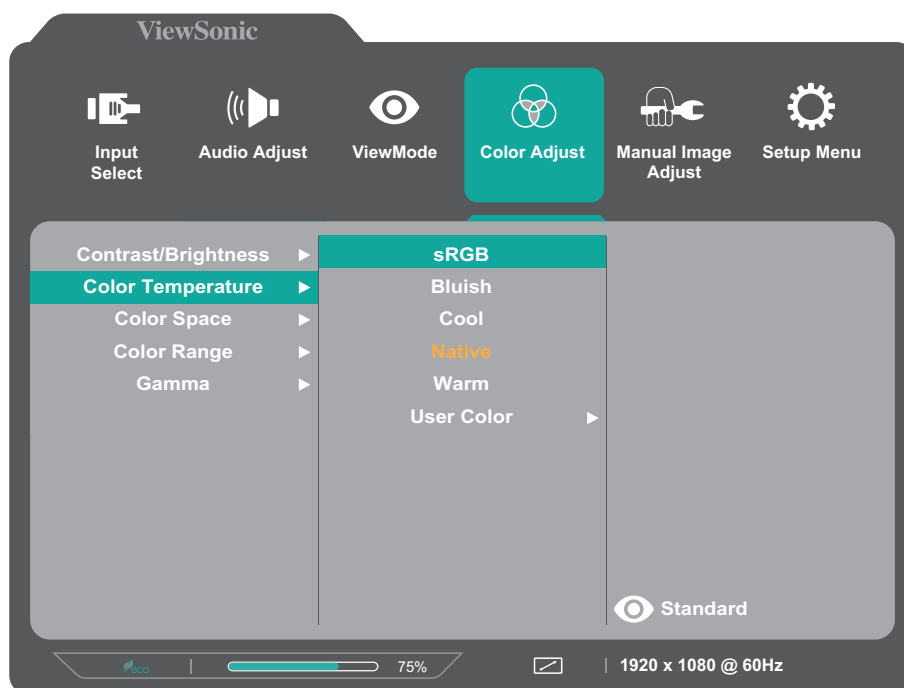 ViewSonic
Input
Select
Audio Adjust
ViewMode
Color Adjust
Manual Image
Adjust
Setup Menu
Contrast/Brightness
Color Temperature
Color Space
Color Range
Gamma
sRGB
Bluish
Cool
Native
Warm
User Color
Standard
eco
75%
1920 x 1080 @ 60Hz